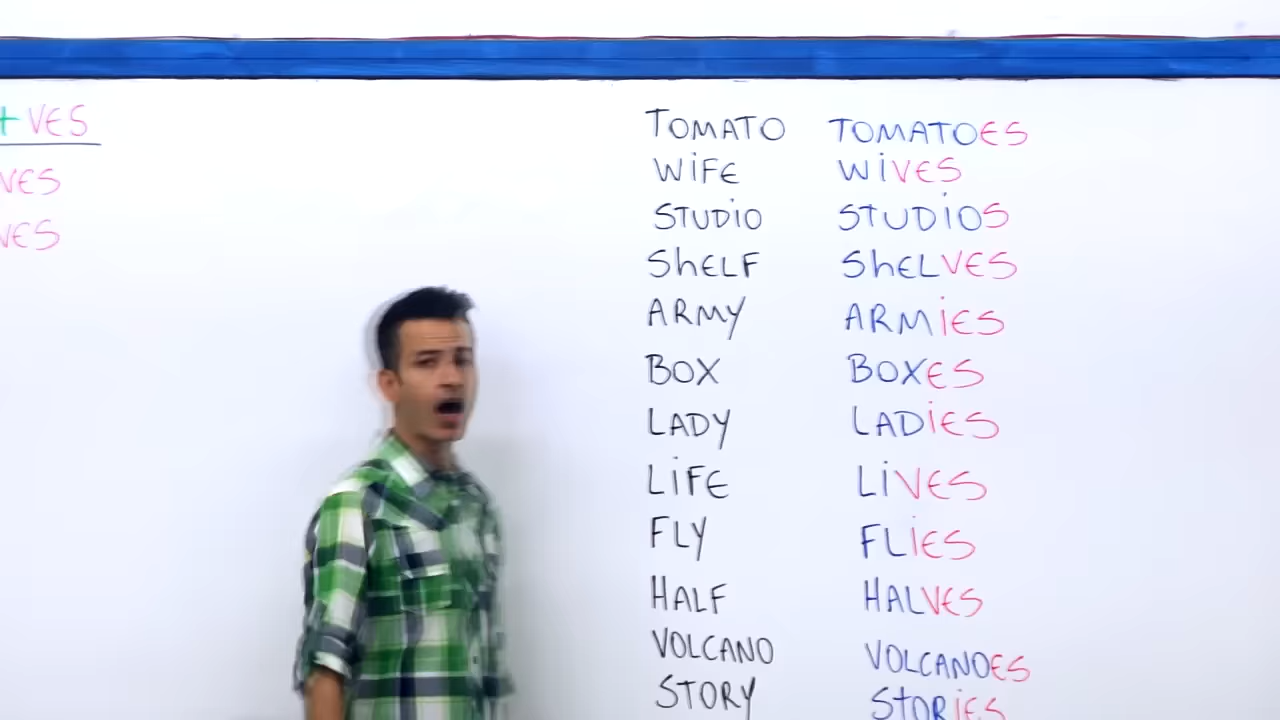 + VES
VES
VES
TOMATO TOMATOES
WiFE WiVES
STUDiO STUDiOS
ShELF ShELVES
ARMY ARMiES
BOX BOXES
LADY LADiES
LiFE LiVES
FLY FLiES
HALF HALVES
VOLCANO VOLCANOES
STORY STORiES